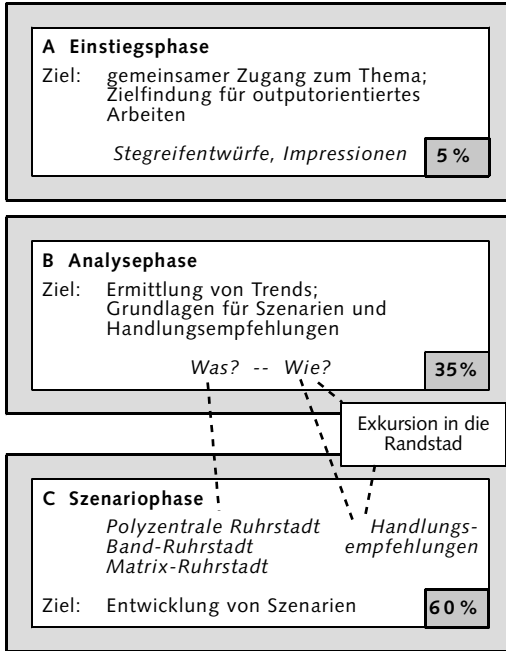 A Einstiegsphase
Ziel: gemeinsamer Zugang zum Thema;
Zielfindung für outputorientiertes
Arbeiten
Stegreifentwürfe, Impressionen 5 %
B Analysephase
Ziel: Ermittlung von Trends;
Grundlagen für Szenarien und
Handlungsempfehlungen
Was? -- Wie? 35%
Exkursion in die
Randstad
C Szenariophase
Polyzentrale Ruhrstadt Handlungs-
Band-Ruhrstadt empfehlungen
Matrix-Ruhrstadt
Ziel: Entwicklung von Szenarien 60 %